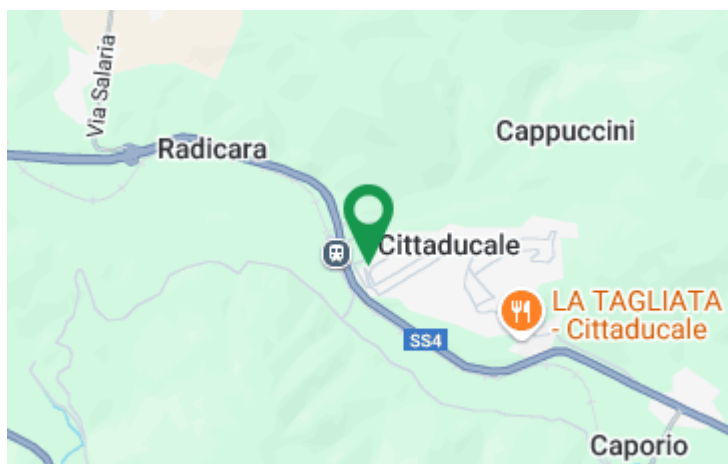 Via Salaria
Radicara
Cappuccini
Cittaducale
LA TAGLIATA
- Cittaducale
SS4
Caporio